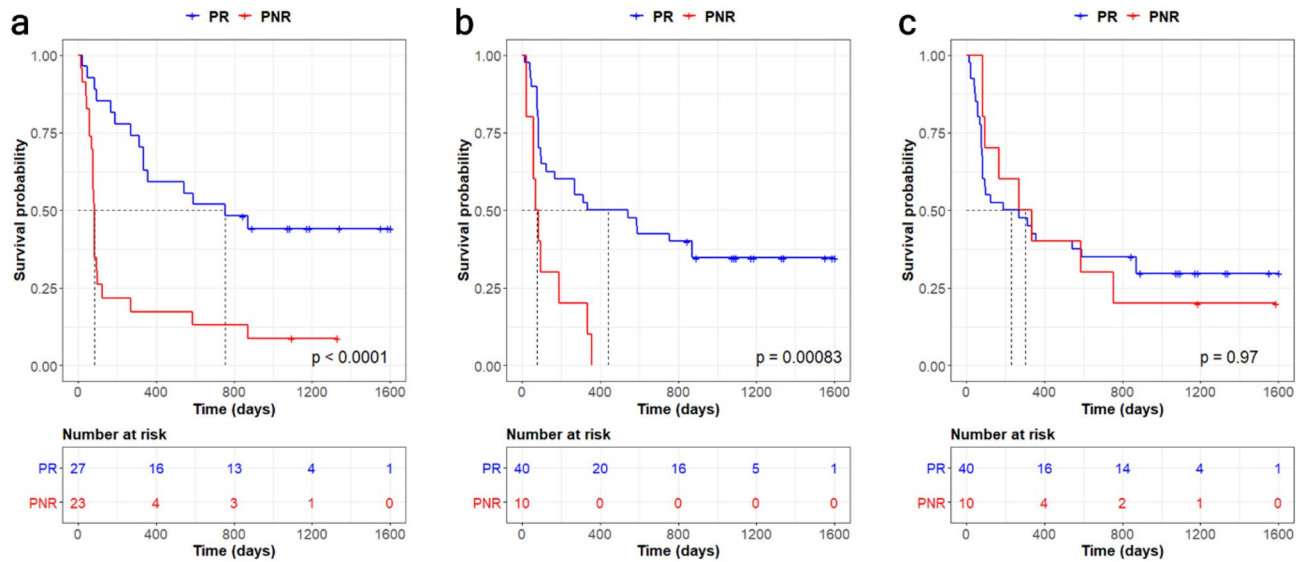 a
PR PNR
1.00
0.75
0.50
0.25
0.00
Survival probability
p < 0.0001
0 400 800 1200 1600
Time (days)
Number at risk
PR 27 16 13 4 1
PNR 23 4 3 1 0
0 400 800 1200 1600
Time (days)
b
PR PNR
1.00
0.75
0.50
0.25
0.00
Survival probability
p = 0.00083
0 400 800 1200 1600
Time (days)
Number at risk
PR 40 20 16 5 1
PNR 10 0 0 0 0
0 400 800 1200 1600
Time (days)
c
PR PNR
1.00
0.75
0.50
0.25
0.00
Survival probability
p = 0.97
0 400 800 1200 1600
Time (days)
Number at risk
PR 40 16 14 4 1
PNR 10 4 2 1 0
0 400 800 1200 1600
Time (days)